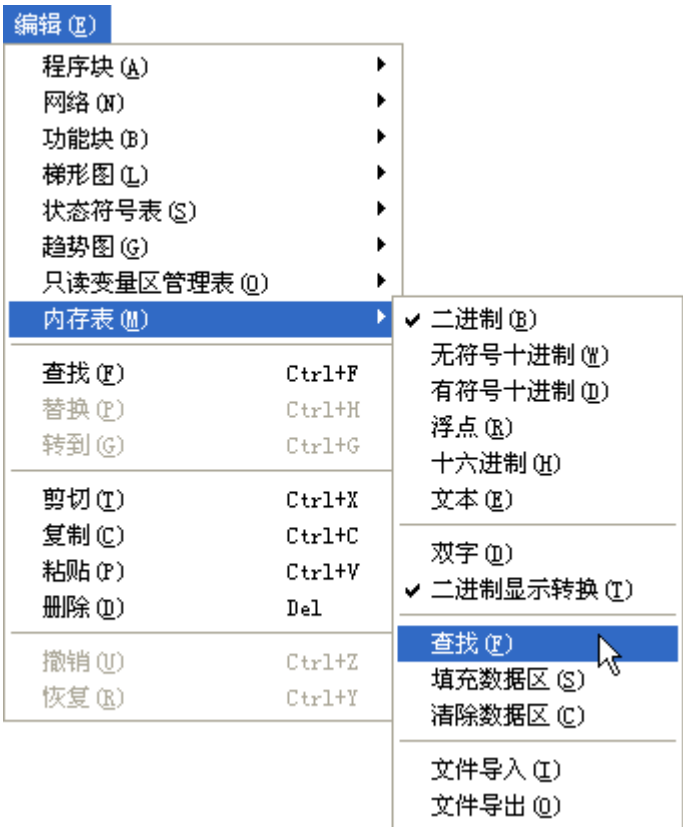 编辑(E)
程序块(A)
网络(N)
功能块(B)
梯形图(L)
状态符号表(S)
趋势图(G)
只读变量区管理表(O)
内存表(M)
查找(F) Ctrl+F
替换(P) Ctrl+H
转到(G) Ctrl+G
剪切(T) Ctrl+X
复制(C) Ctrl+C
粘贴(P) Ctrl+V
删除(D) Del
撤销(U) Ctrl+Z
恢复(R) Ctrl+Y
二进制(B)
无符号十进制(W)
有符号十进制(D)
浮点(R)
十六进制(H)
文本(E)
双字(D)
二进制显示转换(T)
查找(F)
填充数据区(S)
清除数据区(C)
文件导入(I)
文件导出(O)